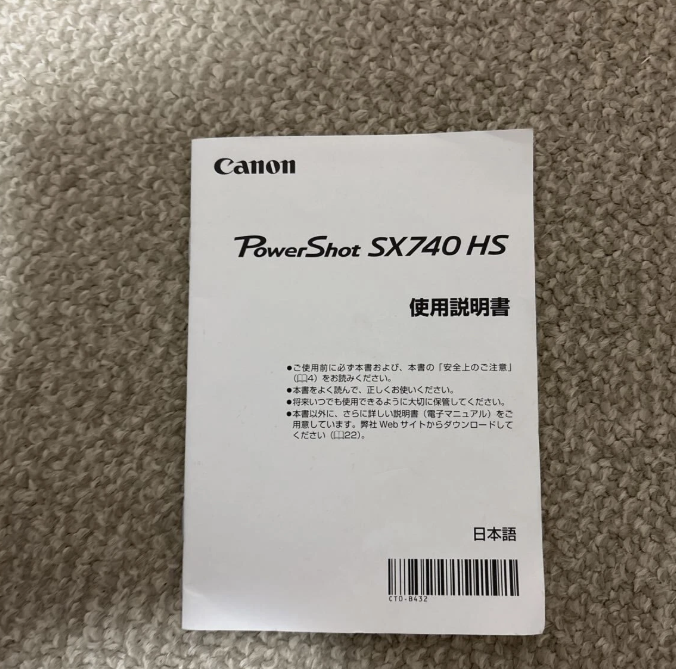 Canon
PowerShot SX740 HS
使用説明書
●ご使用前に必ず本書および、本書の「安全上のご注意」
（📖4）をお読みください。
●本書をよく読んで、正しくお使いください。
●将来いつでも使用できるように大切に保管してください。
●本書以外に、さらに詳しい説明書（電子マニュアル）をご
用意しています。弊社 Web サイトからダウンロードして
ください（📖22）。
日本語
CT0-B432